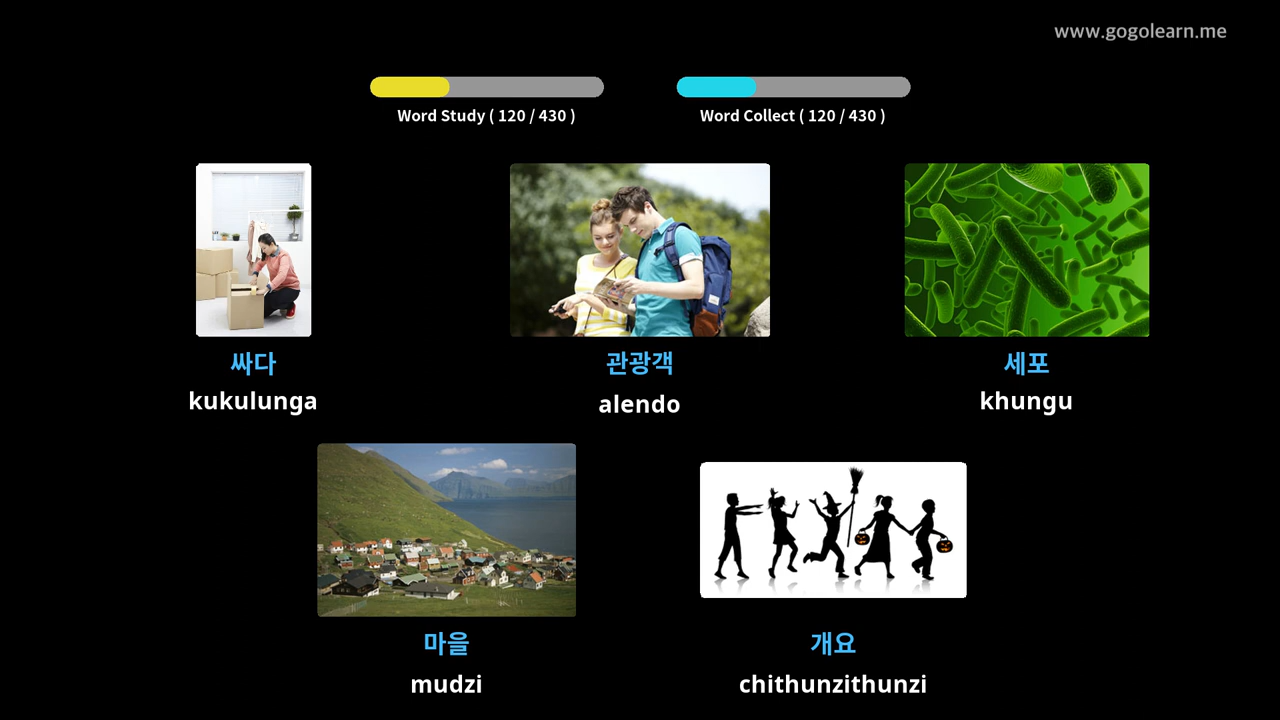 www.gogolearn.me
Word Study ( 120 / 430 )
Word Collect ( 120 / 430 )
싸다
kukulunga
관광객
alendo
세포
khungu
마을
mudzi
개요
chithunzithunzi